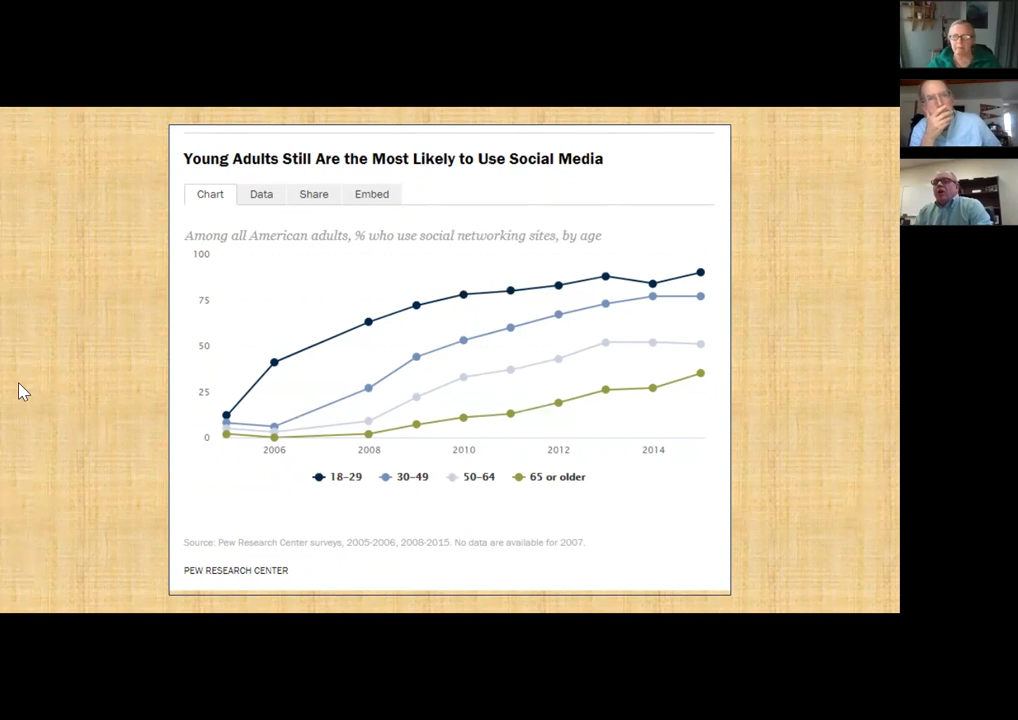 Young Adults Still Are the Most Likely to Use Social Media
Chart Data Share Embed
Among all American adults, % who use social networking sites, by age
100
75
50
25
0
2006 2008 2010 2012 2014
18–29 30–49 50–64 65 or older
Source: Pew Research Center surveys, 2005-2006, 2008-2015. No data are available for 2007.
PEW RESEARCH CENTER